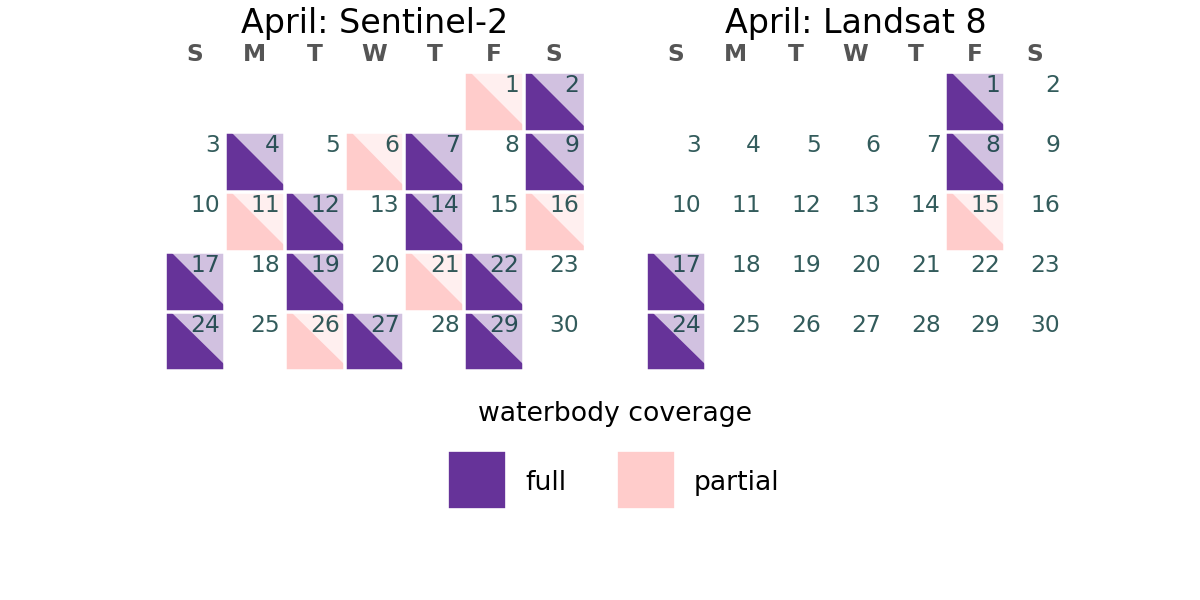 April: Sentinel-2
S M T W T F S
1 2
3 4 5 6 7 8 9
10 11 12 13 14 15 16
17 18 19 20 21 22 23
24 25 26 27 28 29 30
April: Landsat 8
S M T W T F S
1 2
3 4 5 6 7 8 9
10 11 12 13 14 15 16
17 18 19 20 21 22 23
24 25 26 27 28 29 30
waterbody coverage
full partial